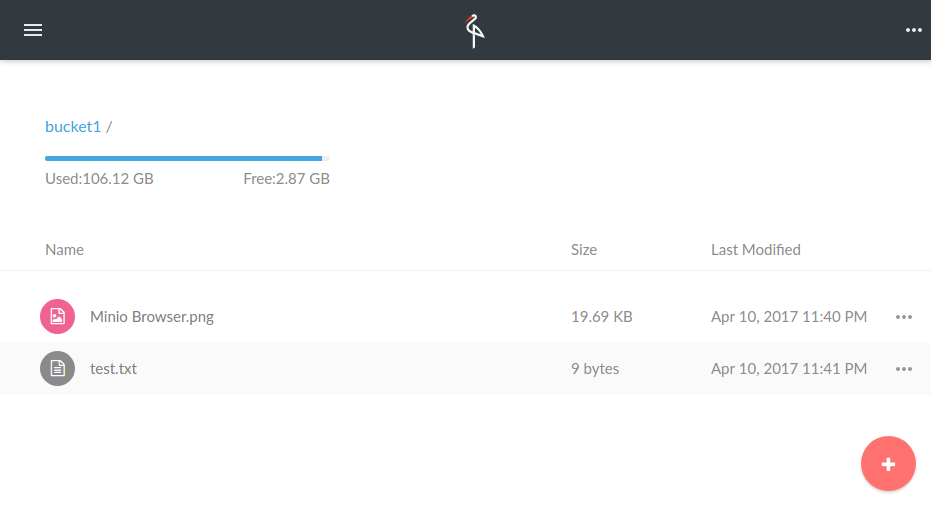 bucket1 /
Used:106.12 GB Free:2.87 GB
Name Size Last Modified
Minio Browser.png 19.69 KB Apr 10, 2017 11:40 PM
test.txt 9 bytes Apr 10, 2017 11:41 PM